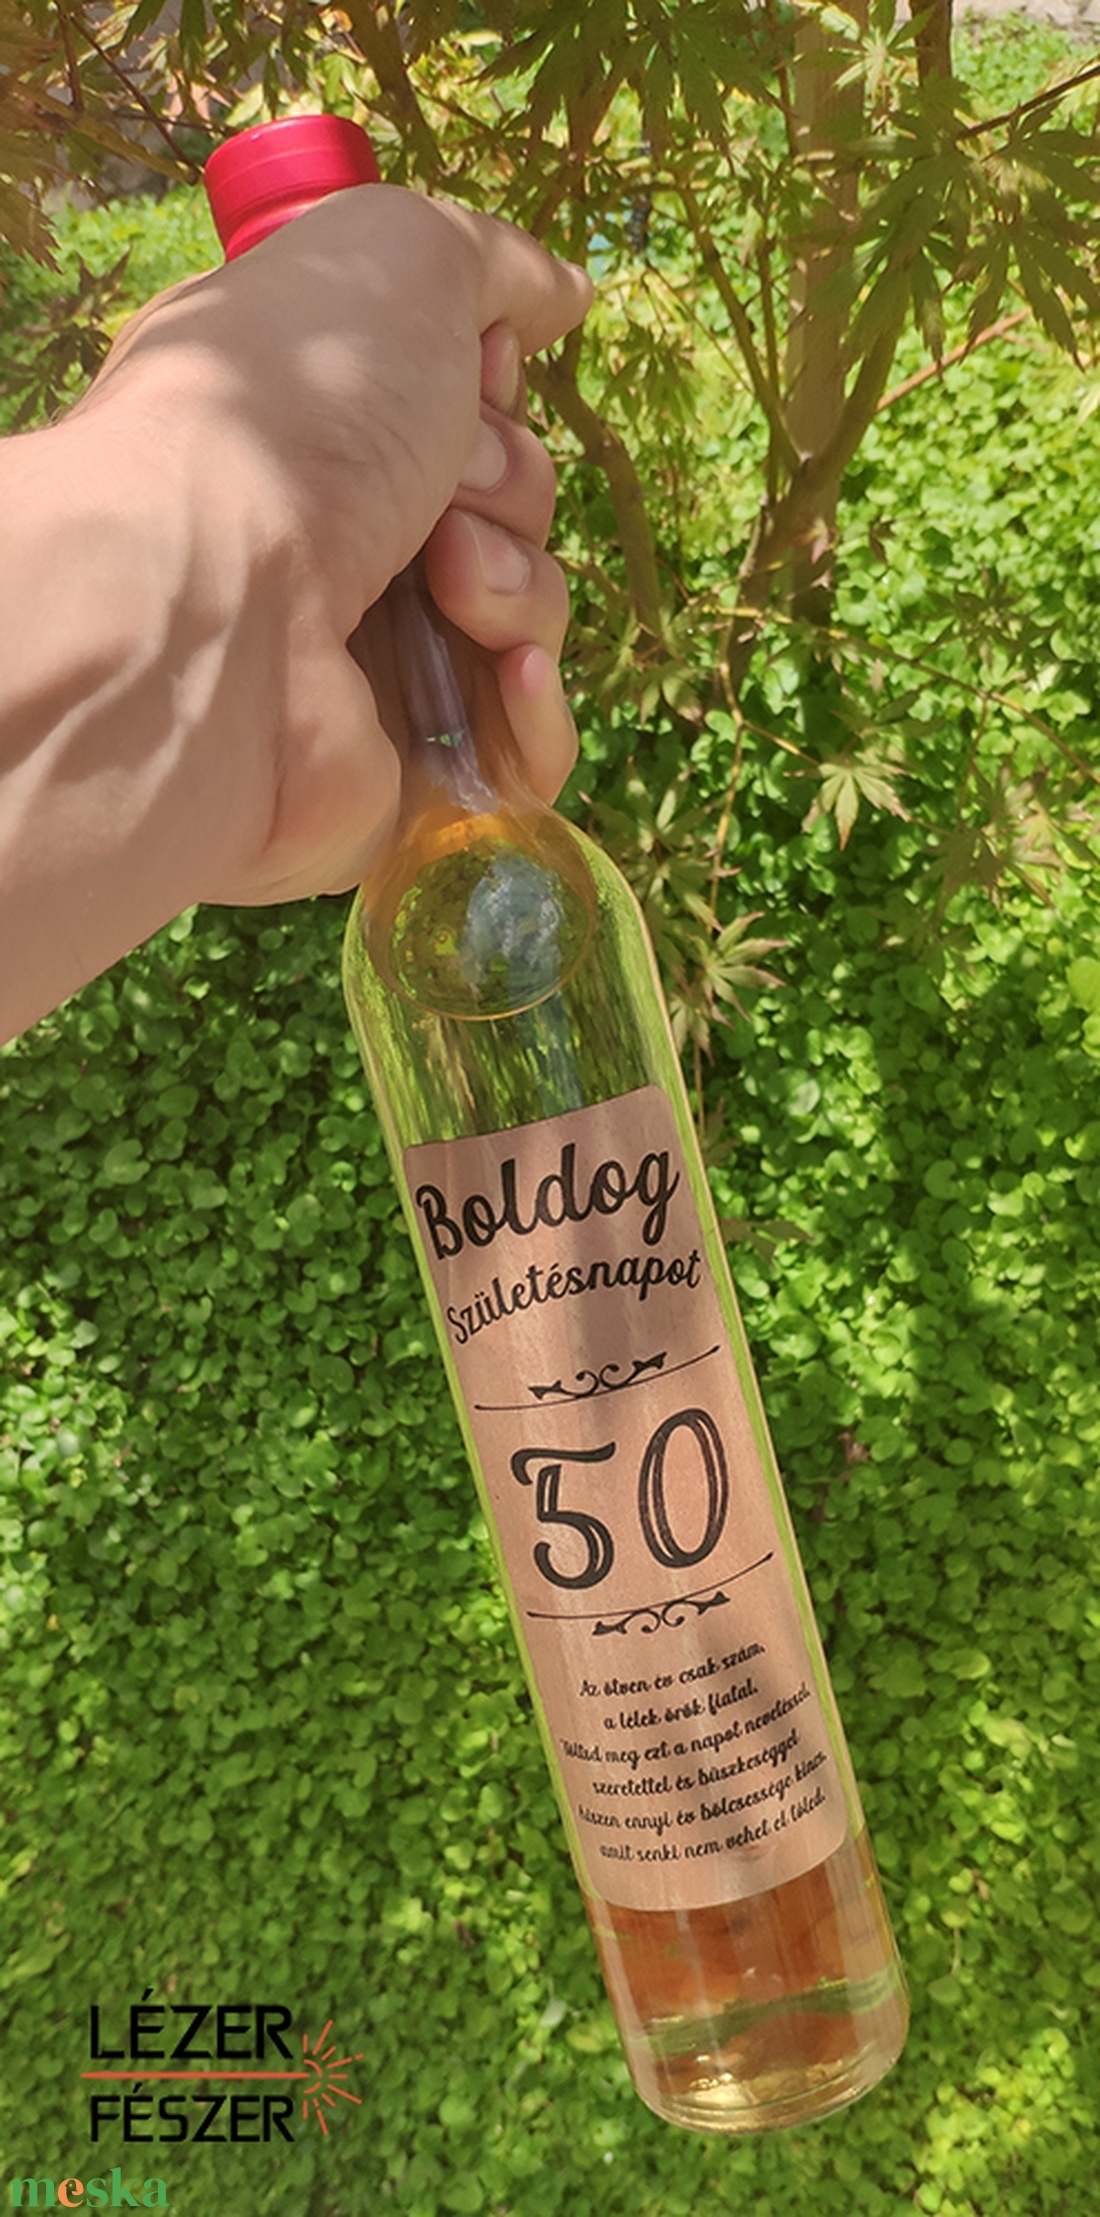 Boldog
Születésnapot
50
Az ötven év csak szám,
a lélek örök fiatal.
Töltsd meg ezt a napot nevetéssel,
szeretettel és büszkeséggel
hiszen ennyi év bölcsessége kincs,
amit senki nem vehet el tőled.
LÉZER
FÉSZER
meska